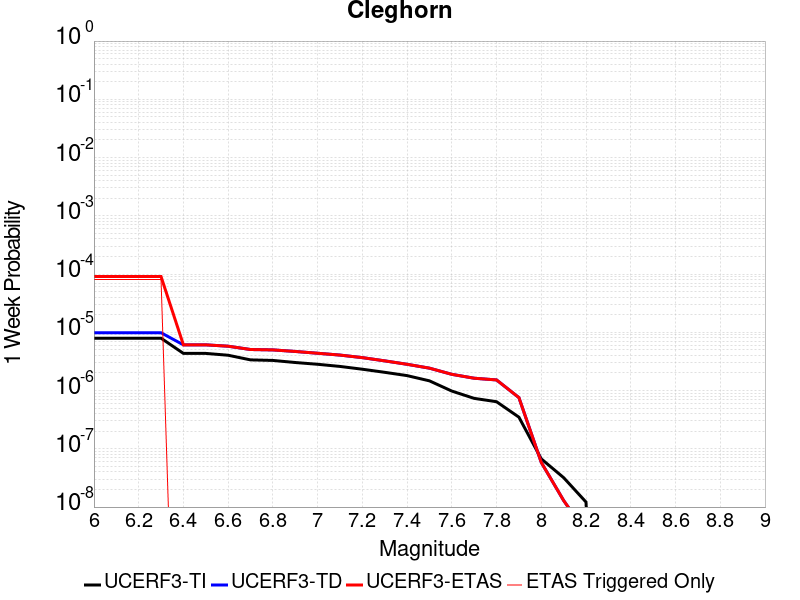 Cleghorn
10^0
10^-1
10^-2
10^-3
10^-4
10^-5
10^-6
10^-7
10^-8
1 Week Probability
6 6.2 6.4 6.6 6.8 7 7.2 7.4 7.6 7.8 8 8.2 8.4 8.6 8.8 9
Magnitude
UCERF3-TI UCERF3-TD UCERF3-ETAS ETAS Triggered Only